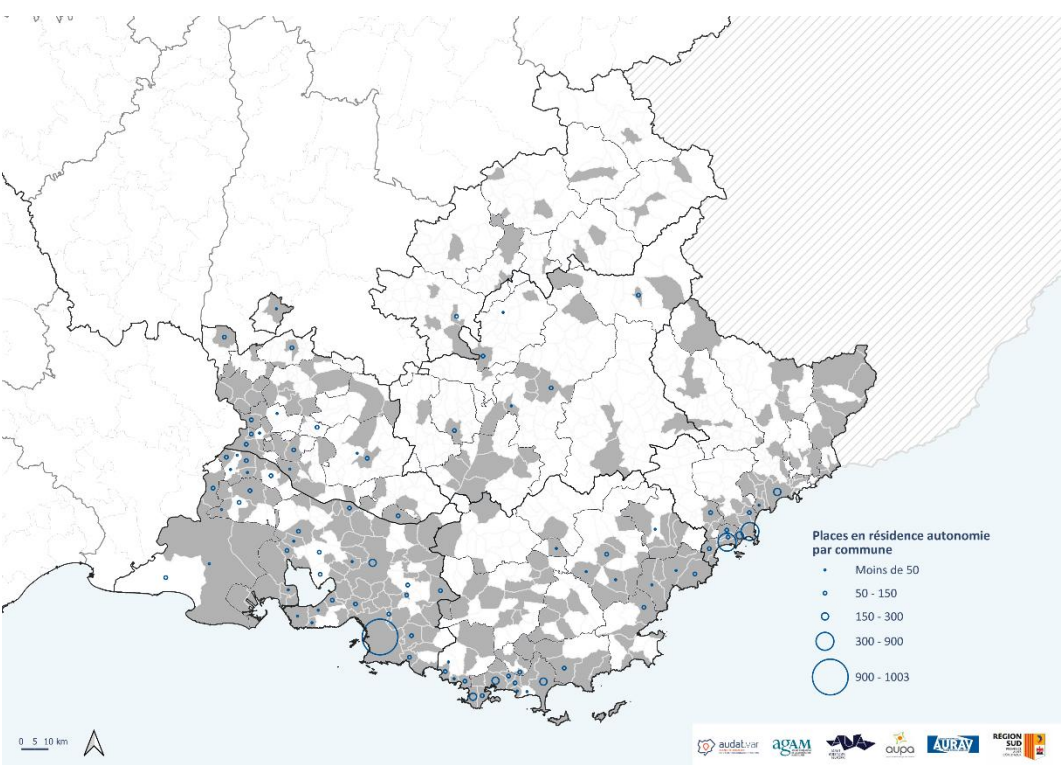 Places en résidence autonomie
par commune
Moins de 50
50 - 150
150 - 300
300 - 900
900 - 1003
0 5 10 km
audat.var
agam
aupa
AURAV
REGION
SUD